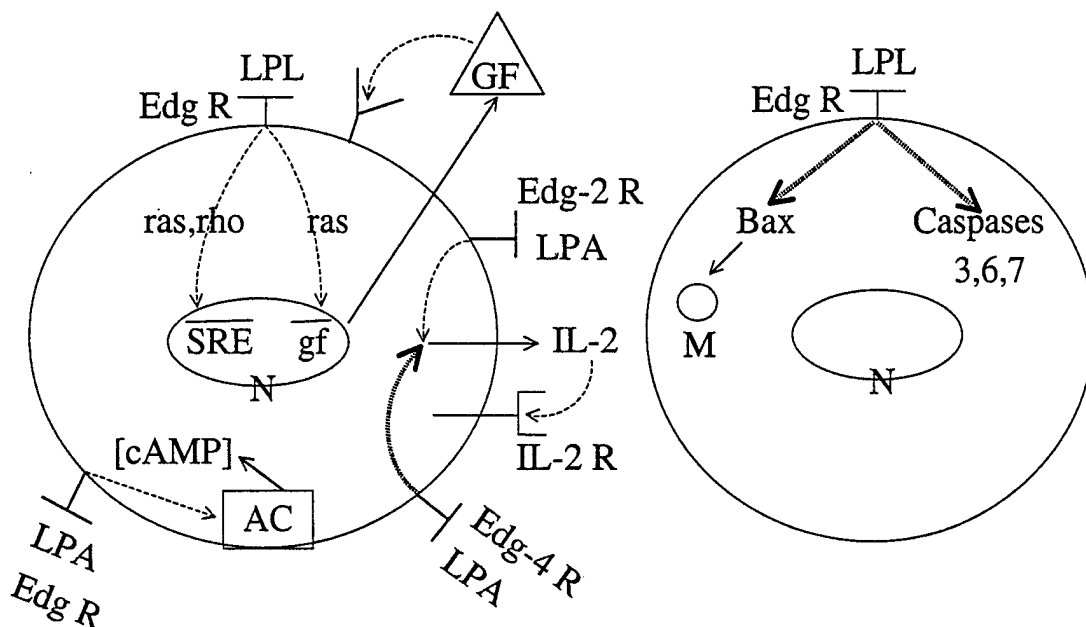 LPL
Edg R
GF
ras,rho
ras
Edg-2 R
LPA
SRE
gf
N
IL-2
IL-2 R
[cAMP]
AC
LPA
Edg R
Edg-4 R
LPA
LPL
Edg R
Bax
Caspases
3,6,7
M
N